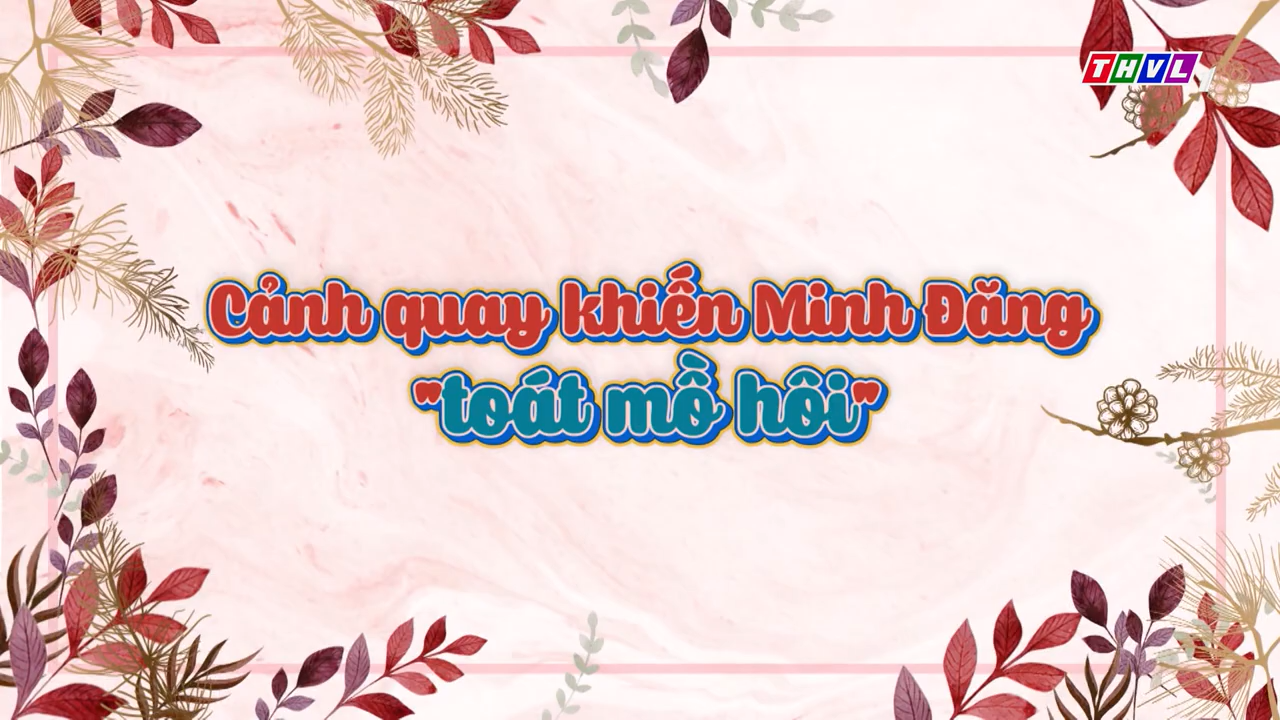 THVL
Cảnh quay khiến Minh Đăng
"toát mồ hôi"